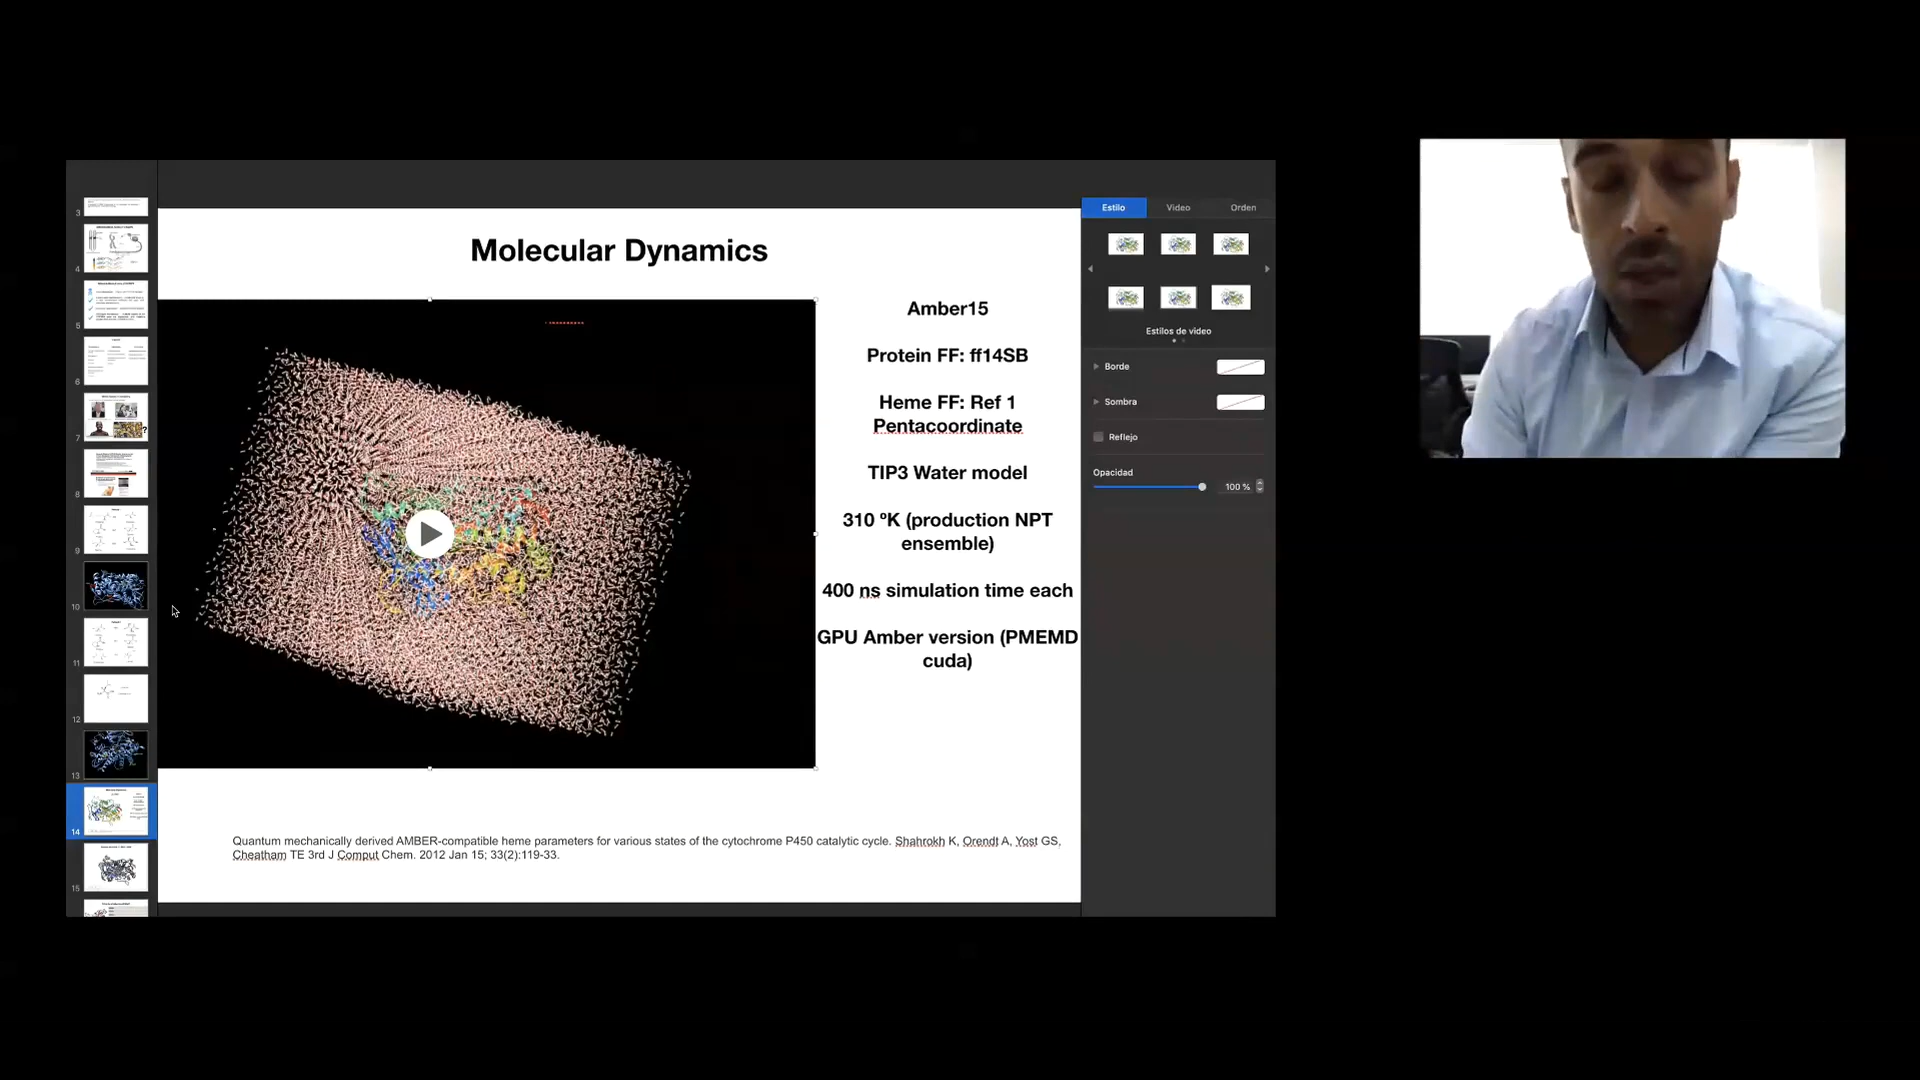 3
4
5
6
7
8
9
10
11
12
13
14
15
Molecular Dynamics
Amber15
Protein FF: ff14SB
Heme FF: Ref 1
Pentacoordinate
TIP3 Water model
310 ºK (production NPT
ensemble)
400 ns simulation time each
GPU Amber version (PMEMD
cuda)
Quantum mechanically derived AMBER-compatible heme parameters for various states of the cytochrome P450 catalytic cycle. Shahrokh K, Orendt A, Yost GS,
Cheatham TE 3rd J Comput Chem. 2012 Jan 15; 33(2):119-33.
Estilo Video Orden
Estilos de video
Borde
Sombra
Reflejo
Opacidad
100 %